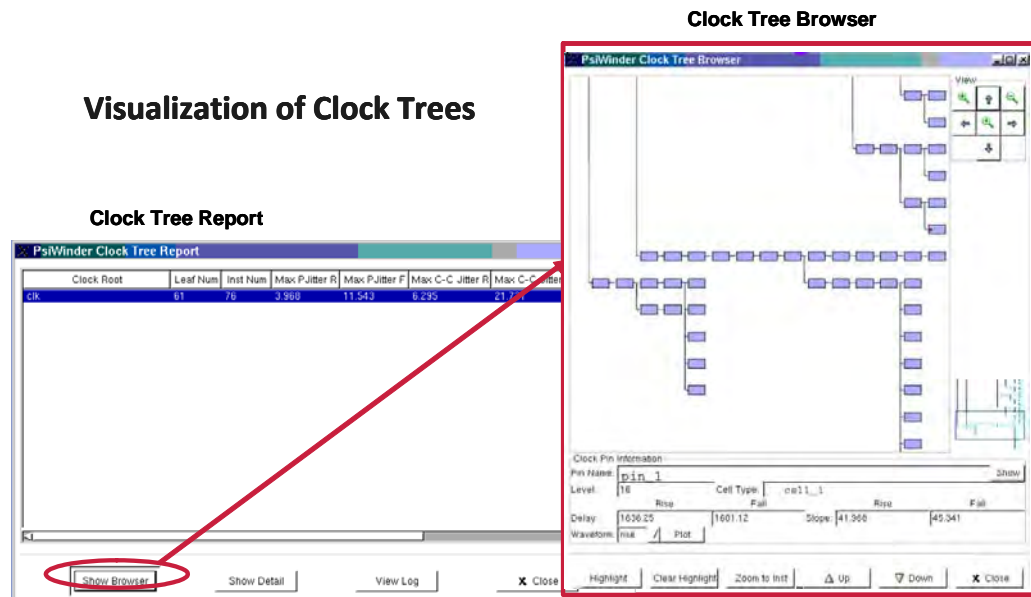 Clock Tree Browser
Visualization of Clock Trees
Clock Tree Report
PsiWinder Clock Tree Report
Clock Root Leaf Num Inst Num Max PJitter R Max PJitter F Max C-C Jitter R Max C-C Jitter
clk 61 76 3.968 11.543 6.295
Show Browser Show Detail View Log X Close
PsiWinder Clock Tree Browser
View
Clock Pin Information
Pin Name: pin_1 Show
Level: 16 Cell Type: cell_1
Rise Fall Rise Fall
Delay: 1636.25 1601.12 Slope: 41.968 45.341
Waveform: rise Plot
Highlight Clear Highlight Zoom to Inst Up Down X Close